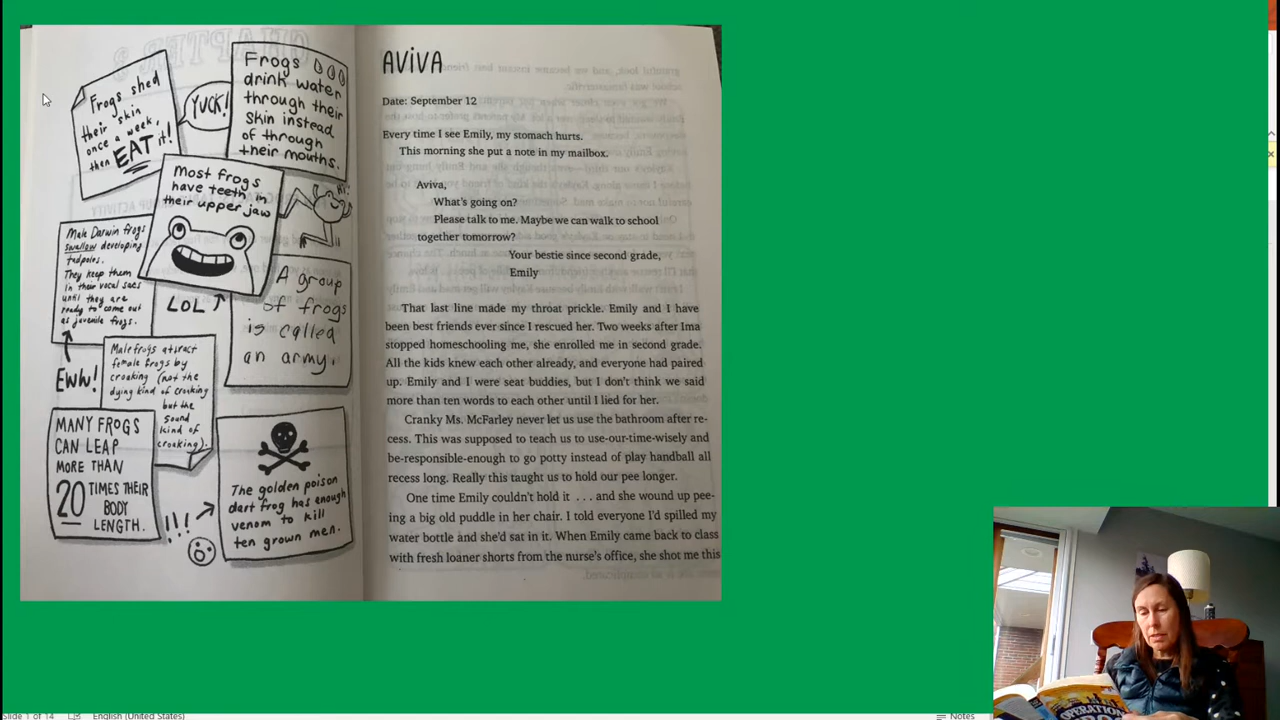 Frogs shed
their skin
once a week,
then EAT it!
YUCK!
Frogs
drink water
through their
skin instead
of through
their mouths.
Most frogs
have teeth in
their upper jaw
Hi!
Male Darwin frogs
swallow developing
tadpoles.
They keep them
in their vocal sacs
until they are
ready to come out
as juvenile frogs.
LOL
A group
of frogs
is called
an army.
EWW!
Male frogs attract
female frogs by
croaking (not the
dying kind of croaking
but the
sound
kind of
croaking).
MANY FROGS
CAN LEAP
MORE THAN
20 TIMES THEIR
BODY
LENGTH.
!!!
The golden poison
dart frog has enough
venom to kill
ten grown men.
AVIVA
Date: September 12
Every time I see Emily, my stomach hurts.
This morning she put a note in my mailbox.
Aviva,
What's going on?
Please talk to me. Maybe we can walk to school
together tomorrow?
Your bestie since second grade,
Emily
That last line made my throat prickle. Emily and I have
been best friends ever since I rescued her. Two weeks after Ima
stopped homeschooling me, she enrolled me in second grade.
All the kids knew each other already, and everyone had paired
up. Emily and I were seat buddies, but I don't think we said
more than ten words to each other until I lied for her.
Cranky Ms. McFarley never let us use the bathroom after re-
cess. This was supposed to teach us to use-our-time-wisely and
be-responsible-enough to go potty instead of play handball all
recess long. Really this taught us to hold our pee longer.
One time Emily couldn't hold it ... and she wound up pee-
ing a big old puddle in her chair. I told everyone I'd spilled my
water bottle and she'd sat in it. When Emily came back to class
with fresh loaner shorts from the nurse's office, she shot me this
OPERATION
Slide 1 of 14
English (United States)
Notes